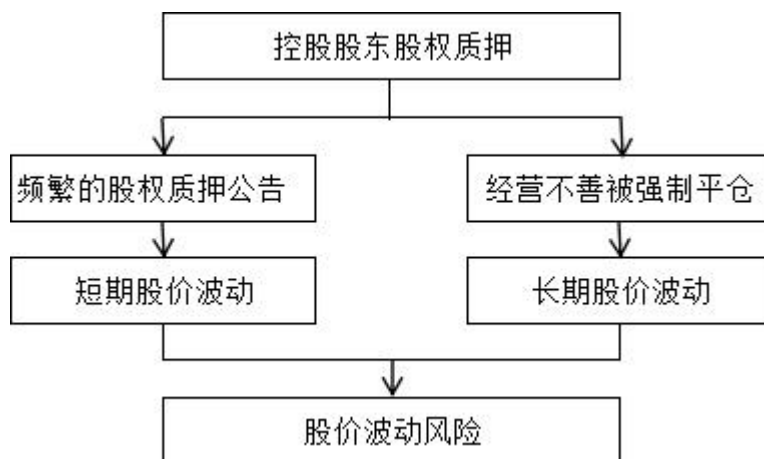 控股股东股权质押
频繁的股权质押公告
经营不善被强制平仓
短期股价波动
长期股价波动
股价波动风险